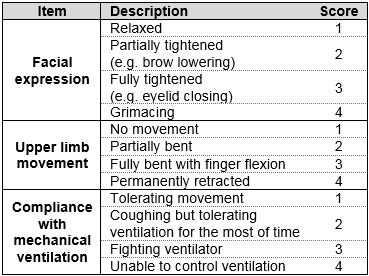 Item Description Score
Relaxed 1
Facial expression
Partially tightened
(e.g. brow lowering) 2
Fully tightened
(e.g. eyelid closing) 3
Grimacing 4
Upper limb movement
No movement 1
Partially bent 2
Fully bent with finger flexion 3
Permanently retracted 4
Compliance with mechanical ventilation
Tolerating movement 1
Coughing but tolerating
ventilation for the most of time 2
Fighting ventilator 3
Unable to control ventilation 4